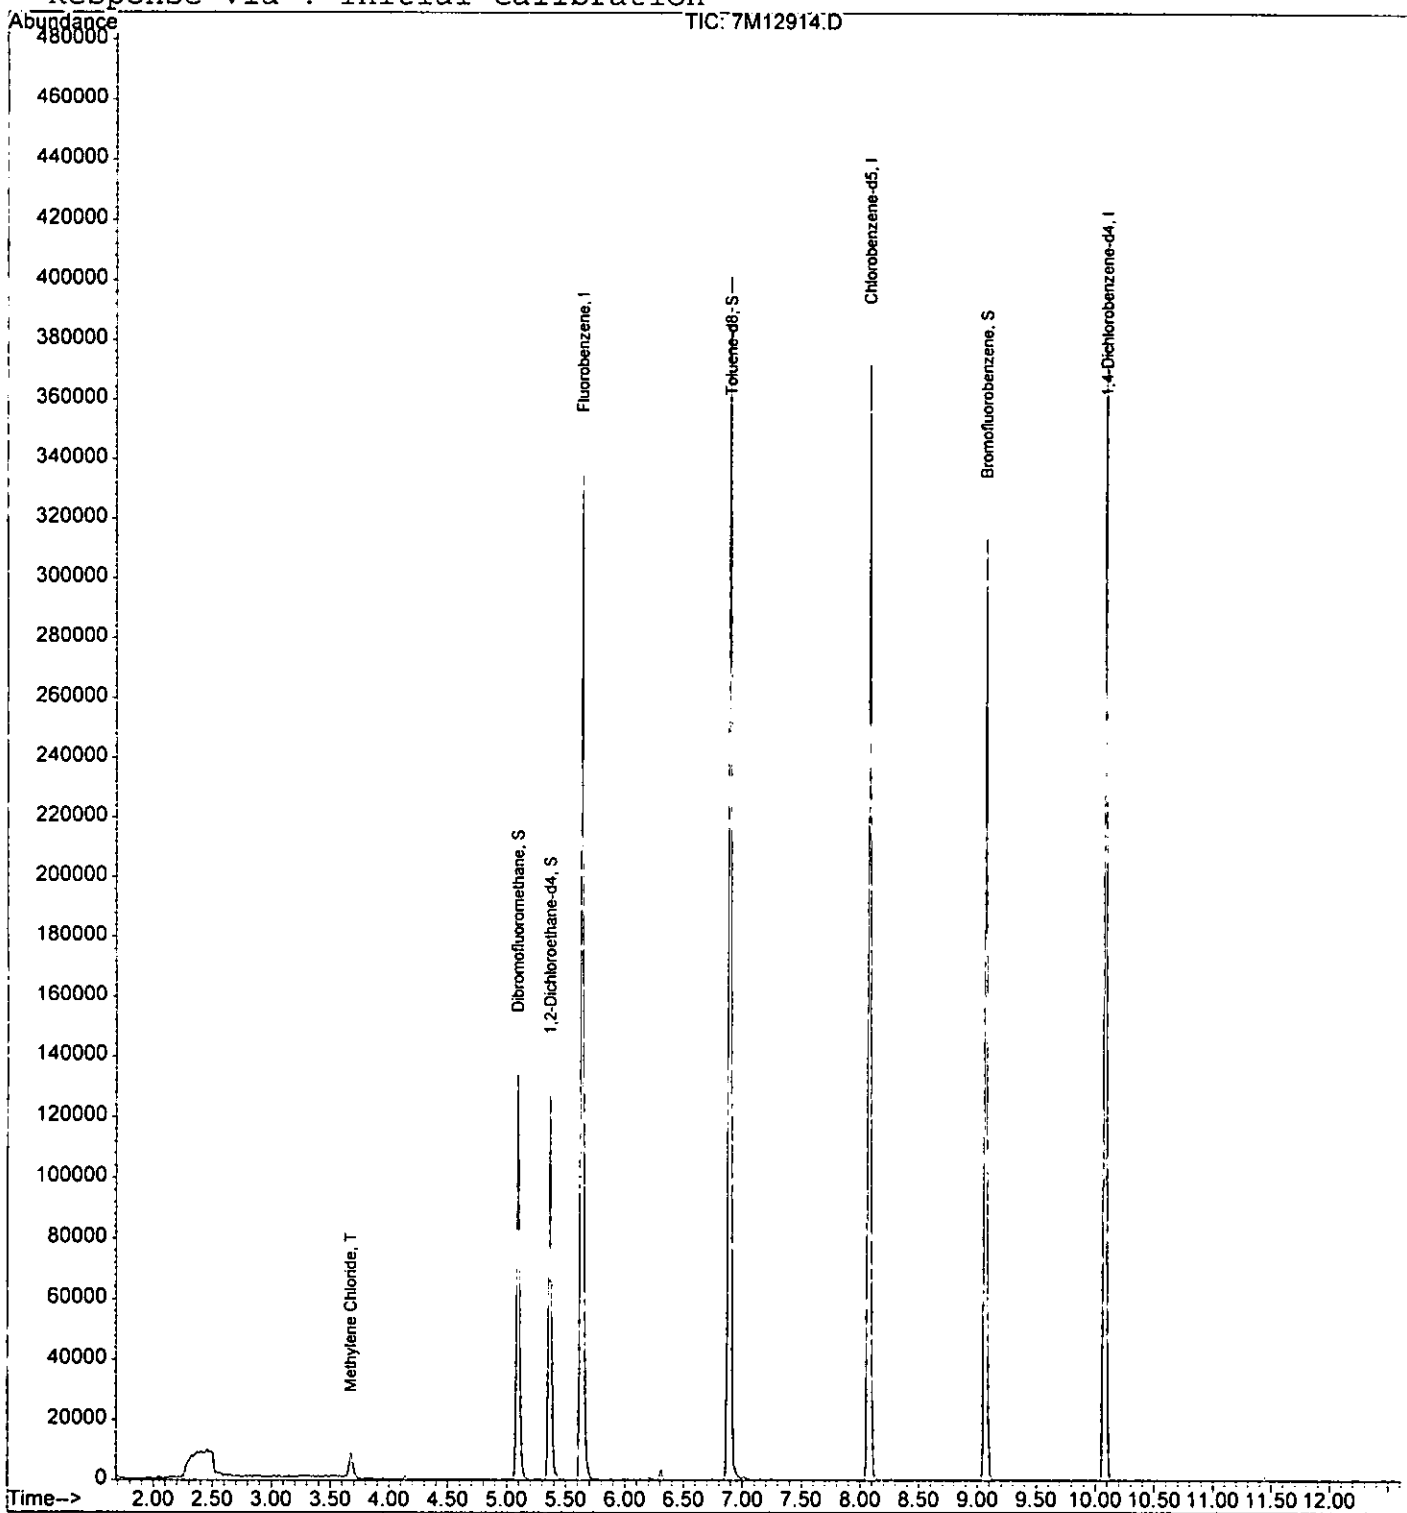 Response via : Initial Calibration
Abundance
TIC: 7M12914.D
480000
460000
440000
420000
400000
380000
360000
340000
320000
300000
280000
260000
240000
220000
200000
180000
160000
140000
120000
100000
80000
60000
40000
20000
0
Methylene Chloride, T
Dibromofluoromethane, S
1,2-Dichloroethane-d4, S
Fluorobenzene, I
Toluene-d8, S
Chlorobenzene-d5, I
Bromofluorobenzene, S
1,4-Dichlorobenzene-d4, I
Time--> 2.00 2.50 3.00 3.50 4.00 4.50 5.00 5.50 6.00 6.50 7.00 7.50 8.00 8.50 9.00 9.50 10.00 10.50 11.00 11.50 12.00